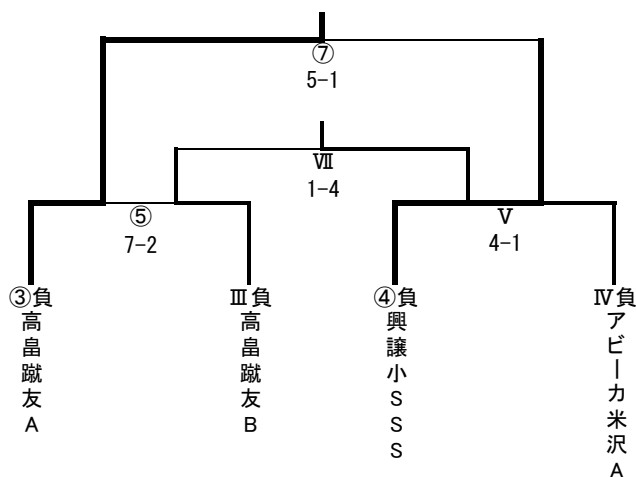 ⑦
5-1
Ⅶ
1-4
⑤
7-2
Ⅴ
4-1
③負
高畠蹴友A
Ⅲ負
高畠蹴友B
④負
興譲小SSS
Ⅳ負
アビーカ米沢A